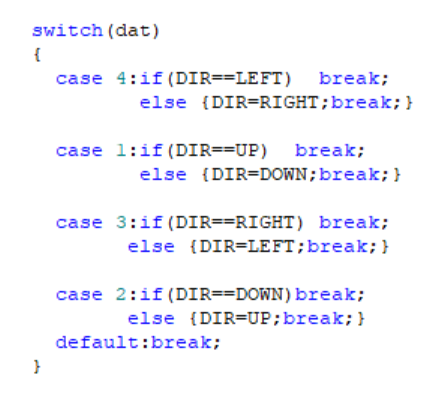 switch(dat)
{
case 4:if(DIR==LEFT) break;
else {DIR=RIGHT;break;}
case 1:if(DIR==UP) break;
else {DIR=DOWN;break;}
case 3:if(DIR==RIGHT) break;
else {DIR=LEFT;break;}
case 2:if(DIR==DOWN)break;
else {DIR=UP;break;}
default:break;
}